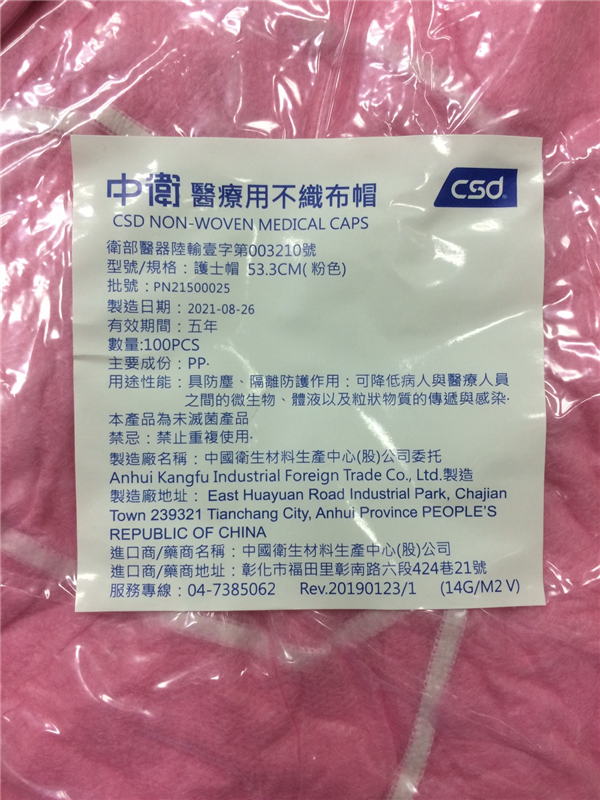 中衛 醫療用不織布帽
csd
CSD NON-WOVEN MEDICAL CAPS
衛部醫器陸輸壹字第003210號
型號/規格：護士帽 53.3CM(粉色)
批號：PN21500025
製造日期：2021-08-26
有效期間：五年
數量:100PCS
主要成份：PP.
用途性能：具防塵、隔離防護作用；可降低病人與醫療人員
之間的微生物、體液以及粒狀物質的傳遞與感染.
本產品為未滅菌產品
禁忌：禁止重複使用.
製造廠名稱：中國衛生材料生產中心(股)公司委托
Anhui Kangfu Industrial Foreign Trade Co., Ltd.製造
製造廠地址： East Huayuan Road Industrial Park, Chajian
Town 239321 Tianchang City, Anhui Province PEOPLE'S
REPUBLIC OF CHINA
進口商/藥商名稱：中國衛生材料生產中心(股)公司
進口商/藥商地址：彰化市福田里彰南路六段424巷21號
服務專線：04-7385062 Rev.20190123/1 (14G/M2 V)